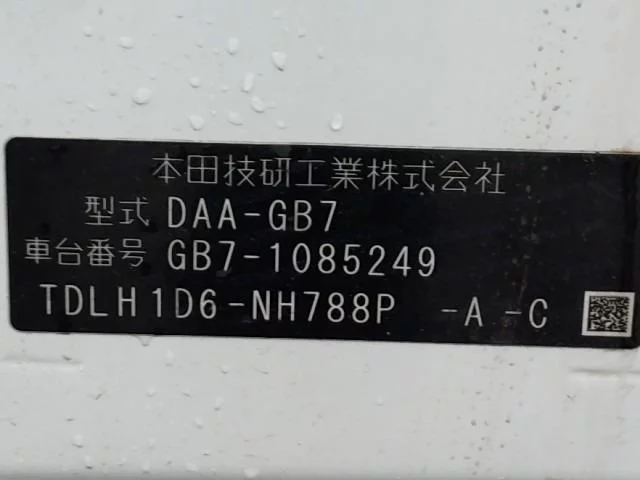 本田技研工業株式会社
型式 DAA-GB7
車台番号 GB7-1085249
TDLH1D6-NH788P -A -C